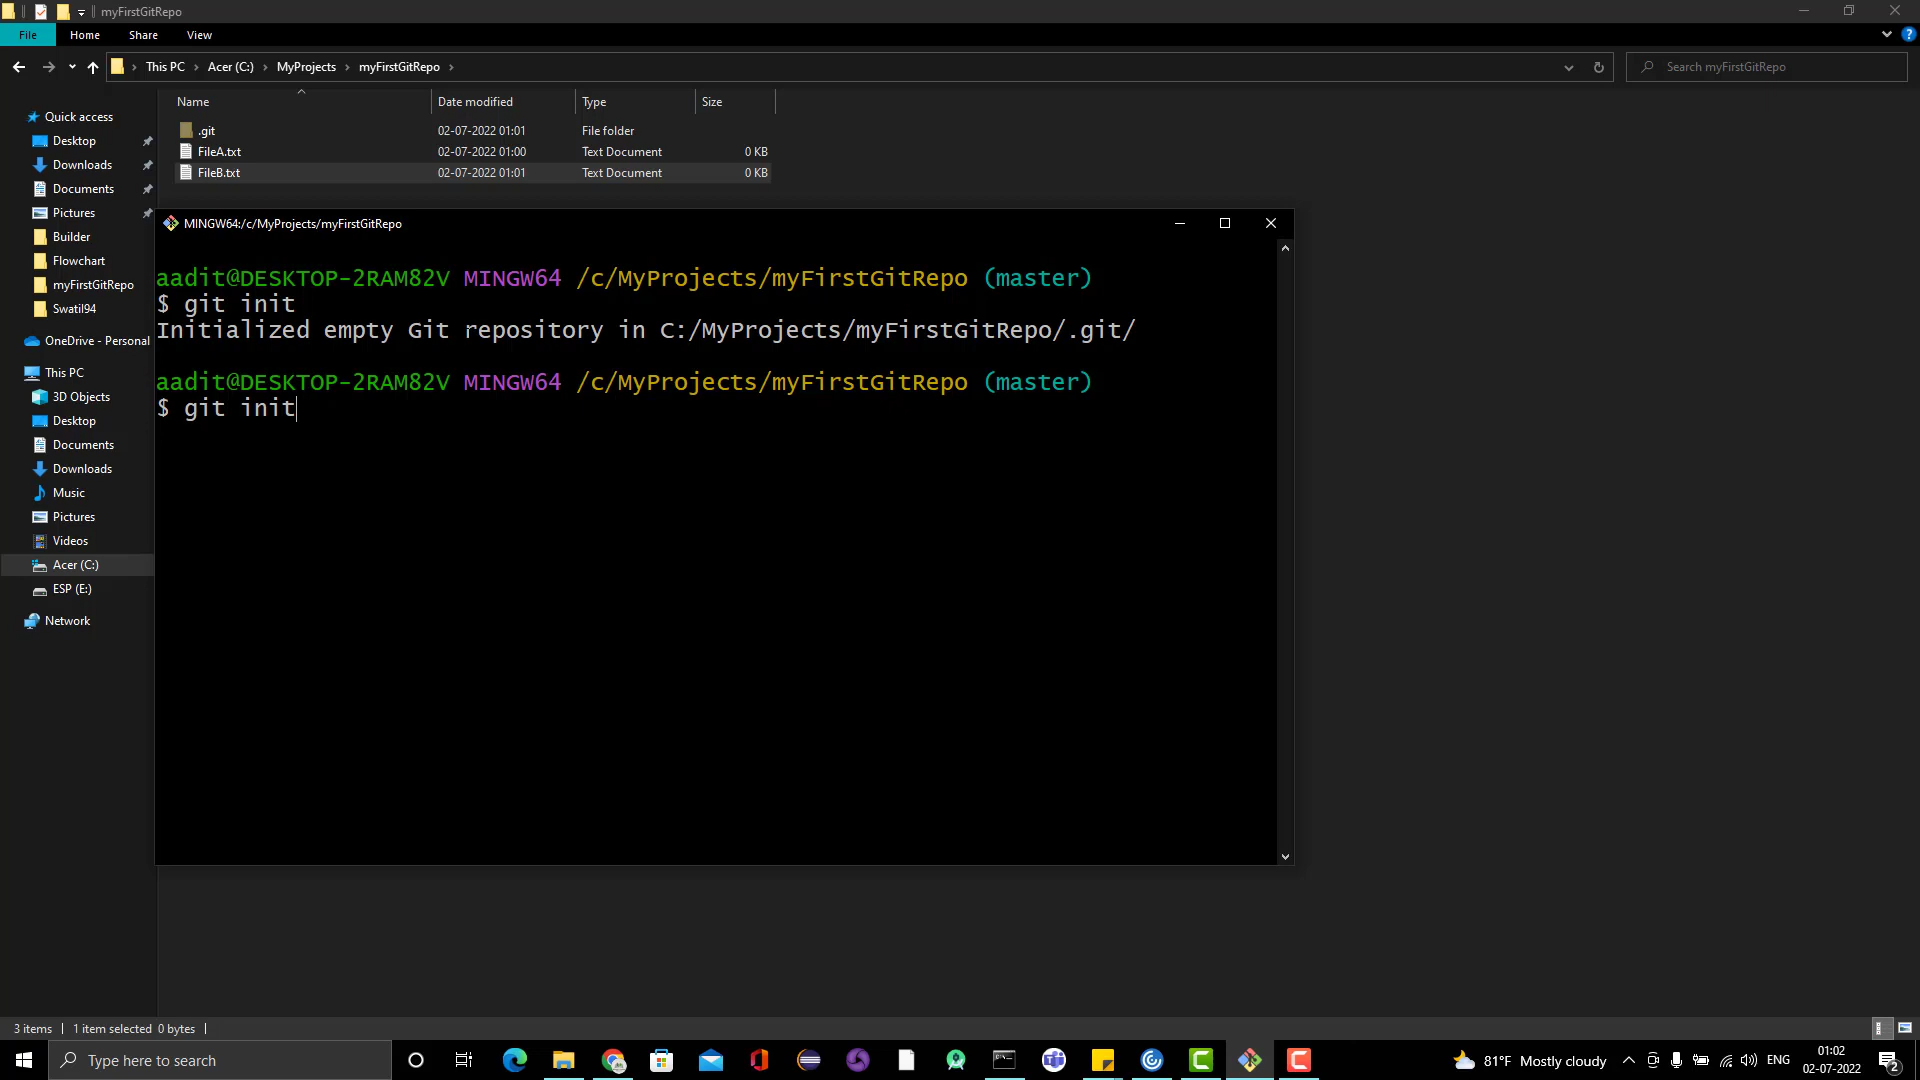 myFirstGitRepo
File Home Share View
This PC Acer (C:) MyProjects myFirstGitRepo
Search myFirstGitRepo
Name Date modified Type Size
.git 02-07-2022 01:01 File folder
FileA.txt 02-07-2022 01:00 Text Document 0 KB
FileB.txt 02-07-2022 01:01 Text Document 0 KB
Quick access
Desktop
Downloads
Documents
Pictures
Builder
Flowchart
myFirstGitRepo
Swatil94
OneDrive - Personal
This PC
3D Objects
Desktop
Documents
Downloads
Music
Pictures
Videos
Acer (C:)
ESP (E:)
Network
MINGW64:/c/MyProjects/myFirstGitRepo
aadit@DESKTOP-2RAM82V MINGW64 /c/MyProjects/myFirstGitRepo (master)
$ git init
Initialized empty Git repository in C:/MyProjects/myFirstGitRepo/.git/
aadit@DESKTOP-2RAM82V MINGW64 /c/MyProjects/myFirstGitRepo (master)
$ git init
3 items 1 item selected 0 bytes
Type here to search
81°F Mostly cloudy
ENG
01:02
02-07-2022
2